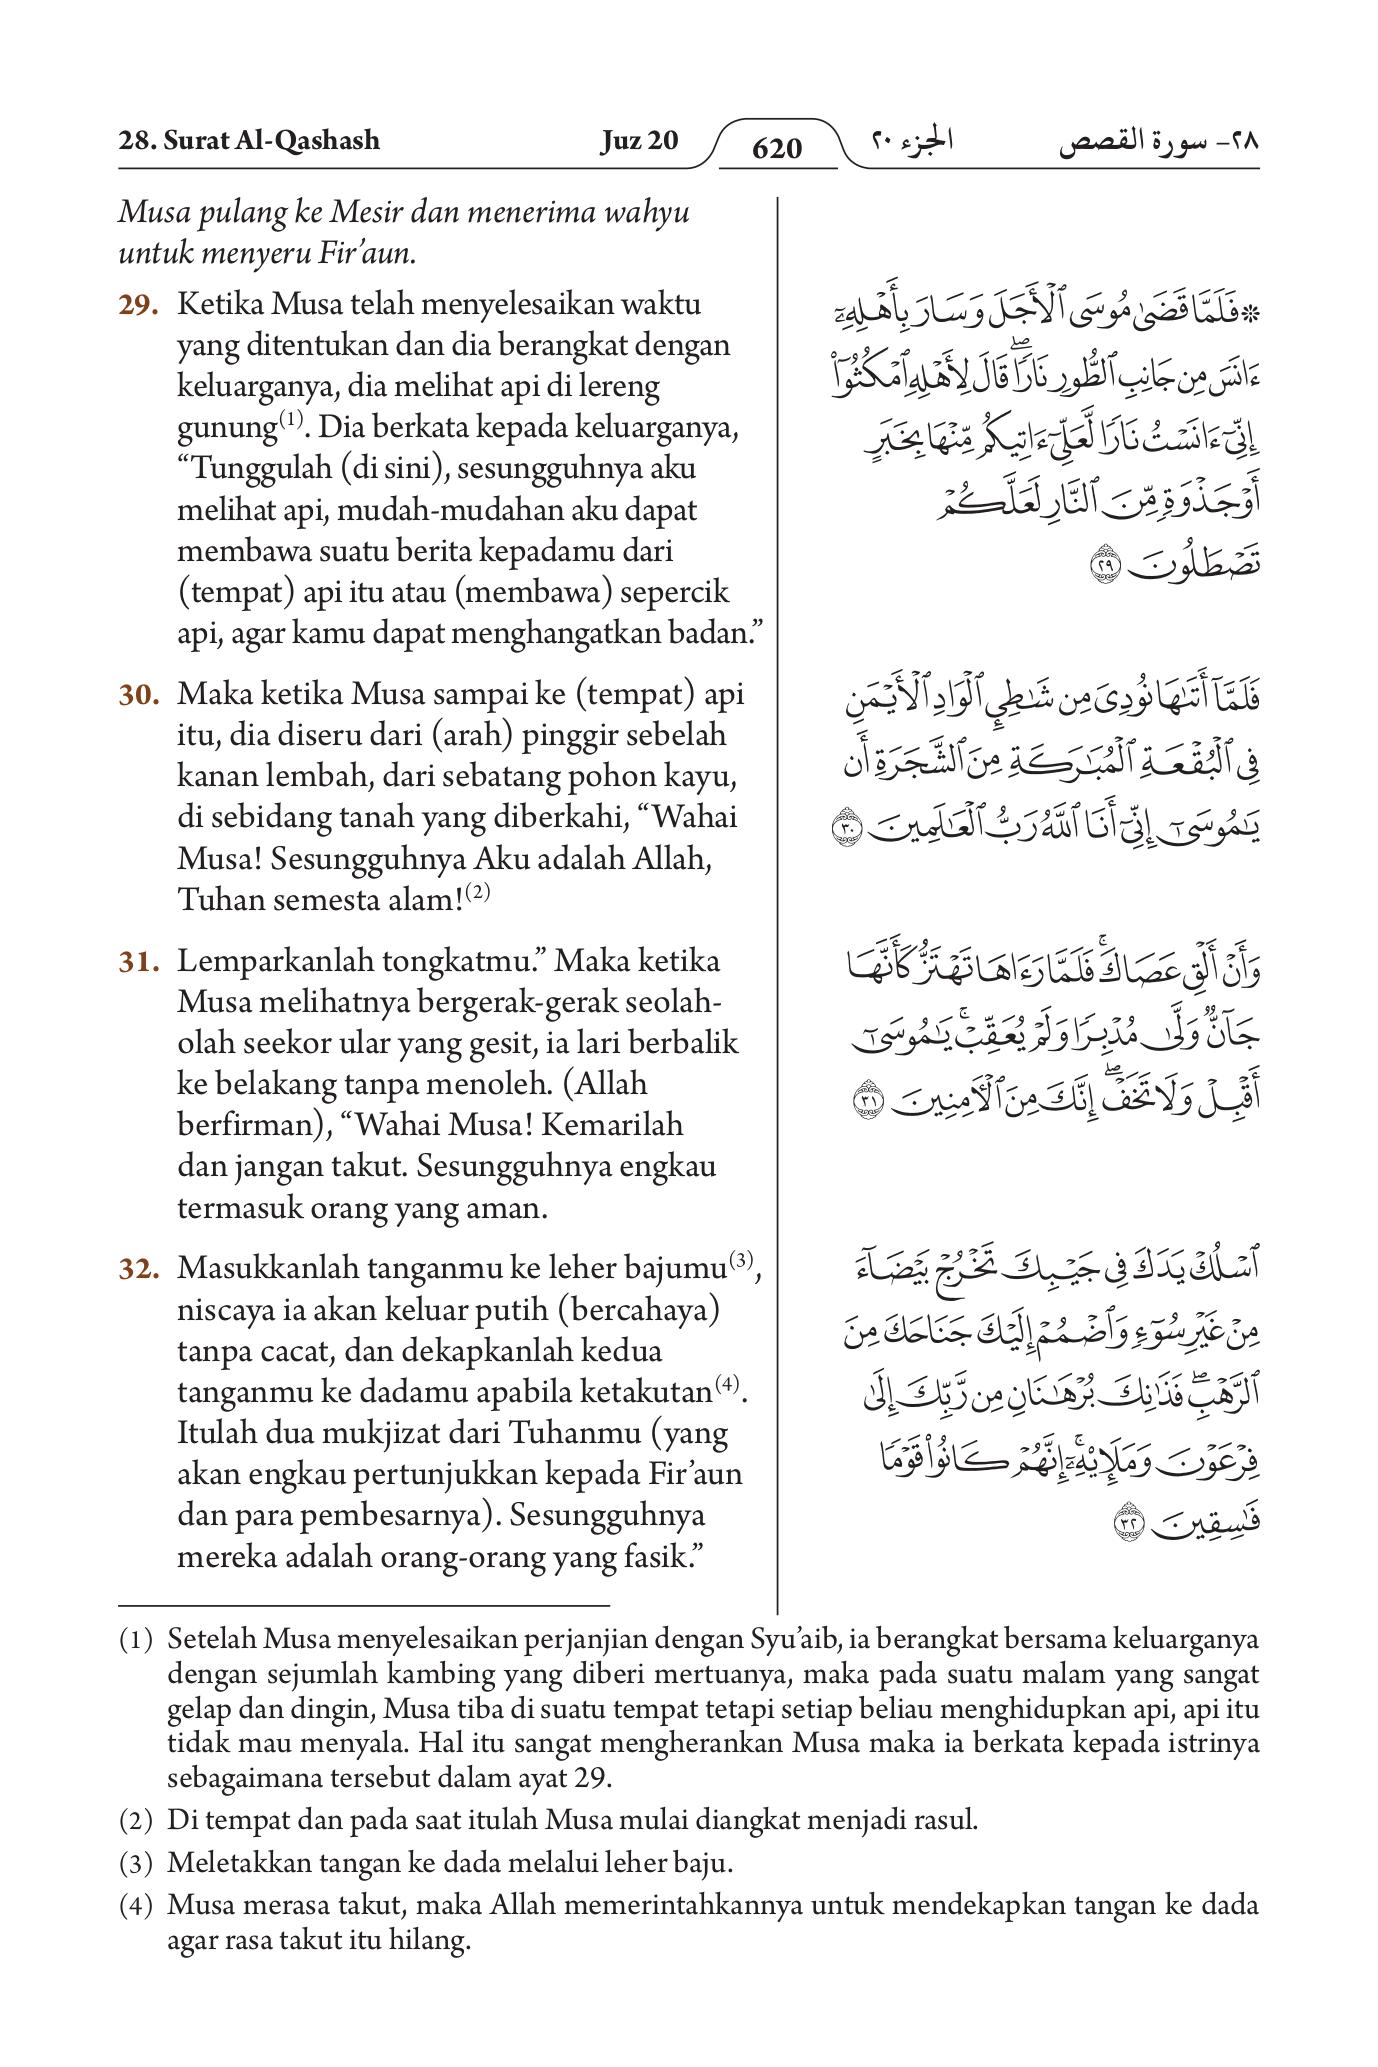 28. Surat Al-Qashash
Juz 20
620
الجزء ٢٠
٢٨- سورة القصص
Musa pulang ke Mesir dan menerima wahyu
untuk menyeru Fir’aun.
29. Ketika Musa telah menyelesaikan waktu
yang ditentukan dan dia berangkat dengan
keluarganya, dia melihat api di lereng
gunung(1). Dia berkata kepada keluarganya,
“Tunggulah (di sini), sesungguhnya aku
melihat api, mudah-mudahan aku dapat
membawa suatu berita kepadamu dari
(tempat) api itu atau (membawa) sepercik
api, agar kamu dapat menghangatkan badan.”
30. Maka ketika Musa sampai ke (tempat) api
itu, dia diseru dari (arah) pinggir sebelah
kanan lembah, dari sebatang pohon kayu,
di sebidang tanah yang diberkahi, “Wahai
Musa! Sesungguhnya Aku adalah Allah,
Tuhan semesta alam!(2)
31. Lemparkanlah tongkatmu.” Maka ketika
Musa melihatnya bergerak-gerak seolah-
olah seekor ular yang gesit, ia lari berbalik
ke belakang tanpa menoleh. (Allah
berfirman), “Wahai Musa! Kemarilah
dan jangan takut. Sesungguhnya engkau
termasuk orang yang aman.
32. Masukkanlah tanganmu ke leher bajumu(3),
niscaya ia akan keluar putih (bercahaya)
tanpa cacat, dan dekapkanlah kedua
tanganmu ke dadamu apabila ketakutan(4).
Itulah dua mukjizat dari Tuhanmu (yang
akan engkau pertunjukkan kepada Fir’aun
dan para pembesarnya). Sesungguhnya
mereka adalah orang-orang yang fasik.”
۞ فَلَمَّا قَضَىٰ مُوسَى ٱلْأَجَلَ وَسَارَ بِأَهْلِهِۦٓ
ءَانَسَ مِن جَانِبِ ٱلطُّورِ نَارًاۖ قَالَ لِأَهْلِهِ ٱمْكُثُوٓا۟
إِنِّىٓ ءَانَسْتُ نَارًا لَّعَلِّىٓ ءَاتِيكُم مِّنْهَا بِخَبَرٍ
أَوْ جَذْوَةٍ مِّنَ ٱلنَّارِ لَعَلَّكُمْ
تَصْطَلُونَ ٢٩
فَلَمَّآ أَتَىٰهَا نُودِىَ مِن شَٰطِئِ ٱلْوَادِ ٱلْأَيْمَنِ
فِى ٱلْبُقْعَةِ ٱلْمُبَٰرَكَةِ مِنَ ٱلشَّجَرَةِ أَن
يَٰمُوسَىٰٓ إِنِّىٓ أَنَا ٱللَّهُ رَبُّ ٱلْعَٰلَمِينَ ٣٠
وَأَنْ أَلْقِ عَصَاكَۚ فَلَمَّا رَءَاهَا تَهْتَزُّ كَأَنَّهَا
جَآنٌّ وَلَّىٰ مُدْبِرًا وَلَمْ يُعَقِّبْۚ يَٰمُوسَىٰٓ
أَقْبِلْ وَلَا تَخَفْۖ إِنَّكَ مِنَ ٱلْءَامِنِينَ ٣١
ٱسْلُكْ يَدَكَ فِى جَيْبِكَ تَخْرُجْ بَيْضَآءَ
مِنْ غَيْرِ سُوٓءٍ وَٱضْمُمْ إِلَيْكَ جَنَاحَكَ مِنَ
ٱلرَّهْبِۖ فَذَٰنِكَ بُرْهَٰنَانِ مِن رَّبِّكَ إِلَىٰ
فِرْعَوْنَ وَمَلَإِي۟هِۦٓۚ إِنَّهُمْ كَانُوا۟ قَوْمًا
فَٰسِقِينَ ٣٢
(1) Setelah Musa menyelesaikan perjanjian dengan Syu’aib, ia berangkat bersama keluarganya
dengan sejumlah kambing yang diberi mertuanya, maka pada suatu malam yang sangat
gelap dan dingin, Musa tiba di suatu tempat tetapi setiap beliau menghidupkan api, api itu
tidak mau menyala. Hal itu sangat mengherankan Musa maka ia berkata kepada istrinya
sebagaimana tersebut dalam ayat 29.
(2) Di tempat dan pada saat itulah Musa mulai diangkat menjadi rasul.
(3) Meletakkan tangan ke dada melalui leher baju.
(4) Musa merasa takut, maka Allah memerintahkannya untuk mendekapkan tangan ke dada
agar rasa takut itu hilang.